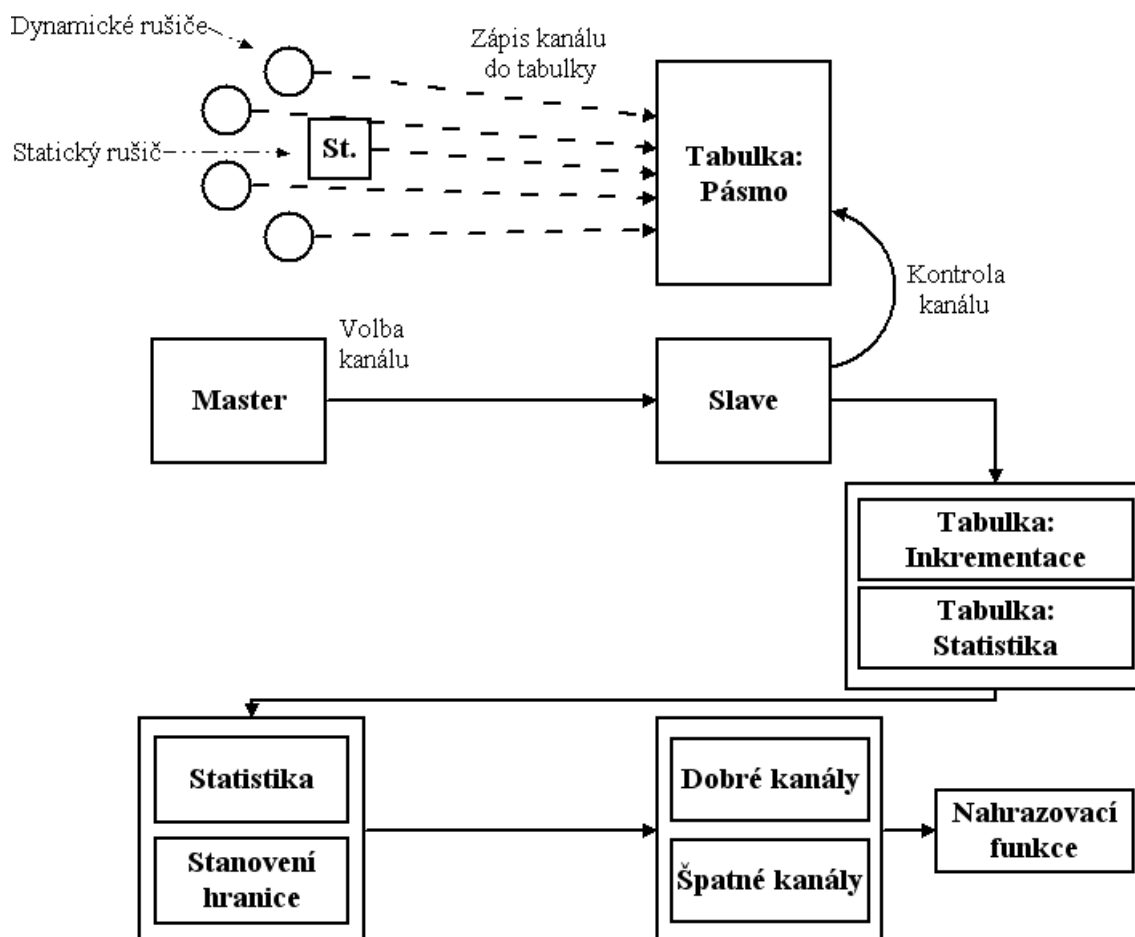 Dynamické rušiče
Zápis kanálu
do tabulky
Statický rušič
St.
Tabulka:
Pásmo
Kontrola
kanálu
Volba
kanálu
Master
Slave
Tabulka:
Inkrementace
Tabulka:
Statistika
Statistika
Stanovení
hranice
Dobré kanály
Špatné kanály
Nahrazovací
funkce